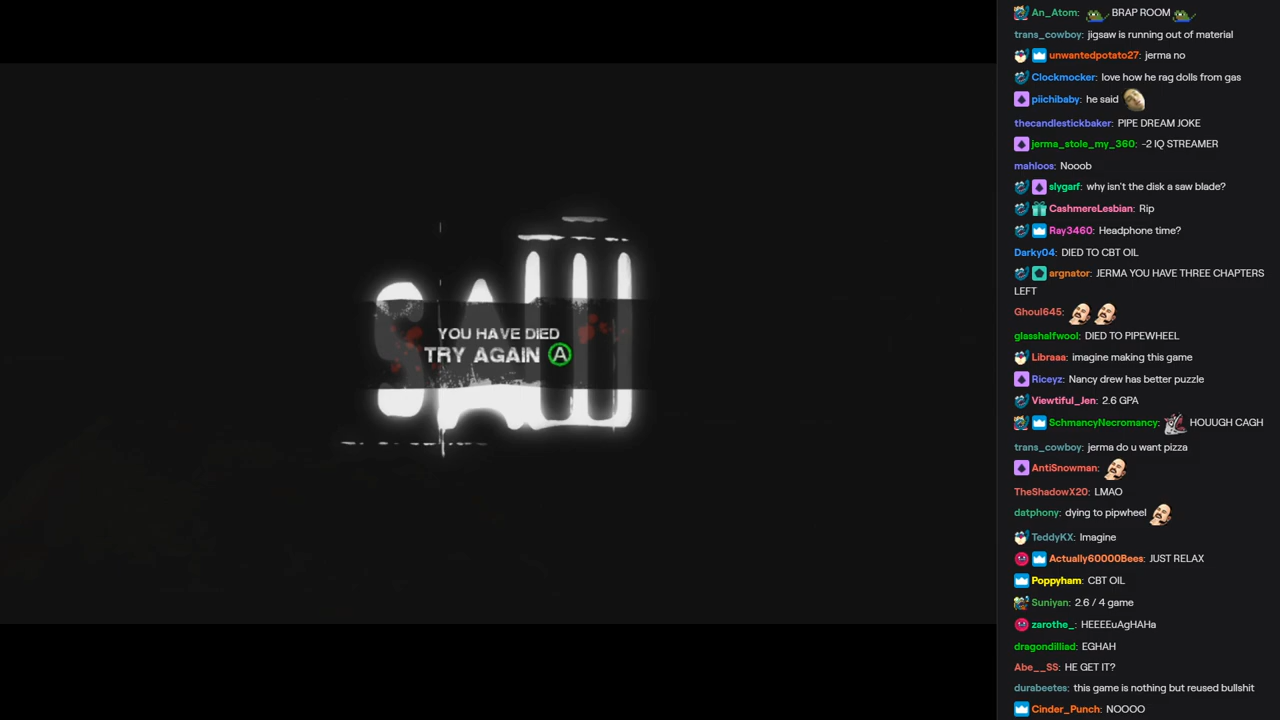 SAW
YOU HAVE DIED
TRY AGAIN A
An_Atom: BRAP ROOM
trans_cowboy: jigsaw is running out of material
unwantedpotato27: jerma no
Clockmocker: love how he rag dolls from gas
piichibaby: he said
thecandlestickbaker: PIPE DREAM JOKE
jerma_stole_my_360: -2 IQ STREAMER
mahloos: Nooob
slygarf: why isn't the disk a saw blade?
CashmereLesbian: Rip
Ray3460: Headphone time?
Darky04: DIED TO CBT OIL
argnator: JERMA YOU HAVE THREE CHAPTERS
LEFT
Ghoul645:
glasshalfwool: DIED TO PIPEWHEEL
Libraaa: imagine making this game
Riceyz: Nancy drew has better puzzle
Viewtiful_Jen: 2.6 GPA
SchmancyNecromancy: HOUUGH CAGH
trans_cowboy: jerma do u want pizza
AntiSnowman:
TheShadowX20: LMAO
datphony: dying to pipwheel
TeddyKX: Imagine
Actually60000Bees: JUST RELAX
Poppyham: CBT OIL
Suniyan: 2.6 / 4 game
zarothe_: HEEEEuAgHAHa
dragondilliad: EGHAH
Abe__SS: HE GET IT?
durabeetes: this game is nothing but reused bullshit
Cinder_Punch: NOOOO